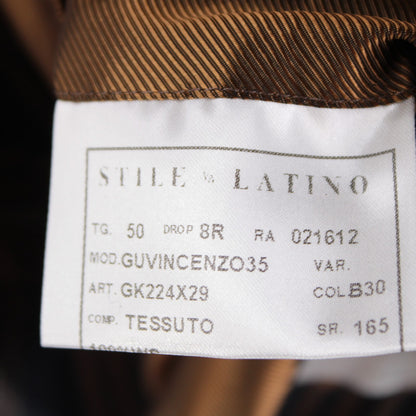 STILE LATINO
TG. 50 DROP 8R RA 021612
MOD. GUVINCENZO35 VAR.
ART. GK224X29 COL B30
COMP. TESSUTO SR. 165